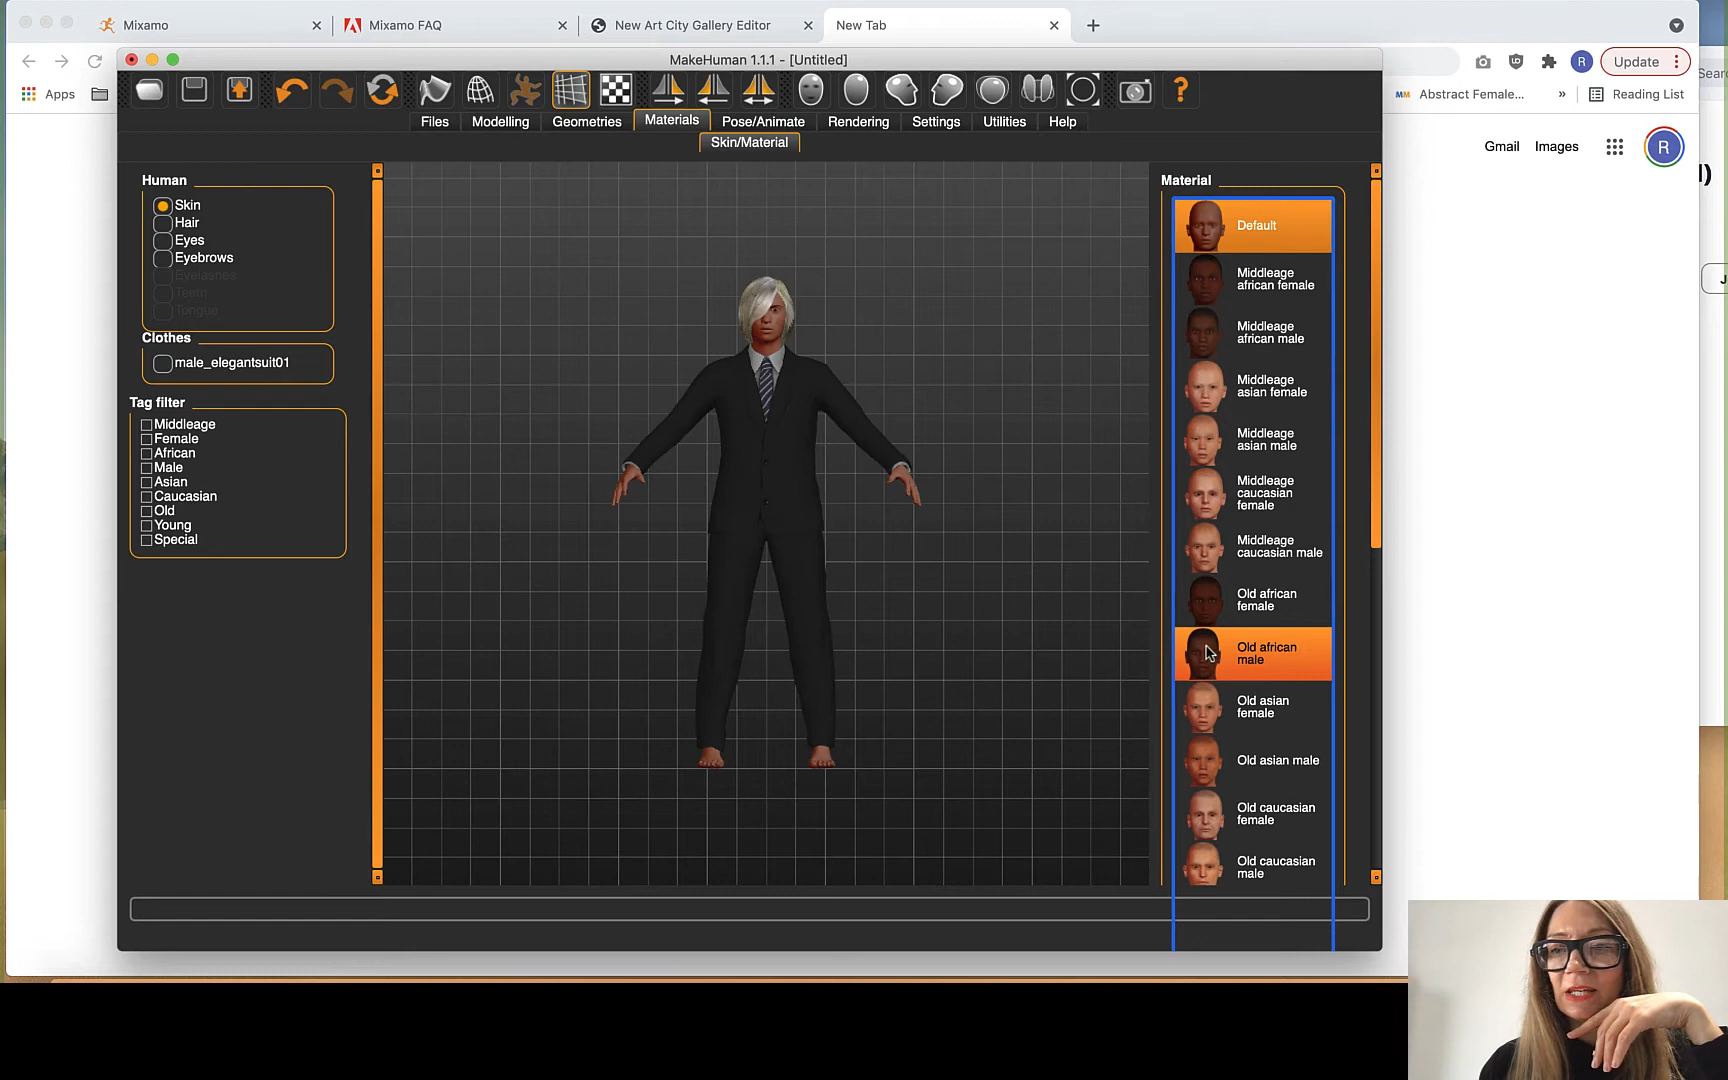 Mixamo
Mixamo FAQ
New Art City Gallery Editor
New Tab
MakeHuman 1.1.1 - [Untitled]
R
Update
Apps
Abstract Female...
»
Reading List
Files
Modelling
Geometries
Materials
Pose/Animate
Rendering
Settings
Utilities
Help
Skin/Material
Gmail
Images
R
Human
Skin
Hair
Eyes
Eyebrows
Eyelashes
Teeth
Tongue
Clothes
male_elegantsuit01
Tag filter
Middleage
Female
African
Male
Asian
Caucasian
Old
Young
Special
Material
Default
Middleage
african female
Middleage
african male
Middleage
asian female
Middleage
asian male
Middleage
caucasian
female
Middleage
caucasian male
Old african
female
Old african
male
Old asian
female
Old asian male
Old caucasian
female
Old caucasian
male